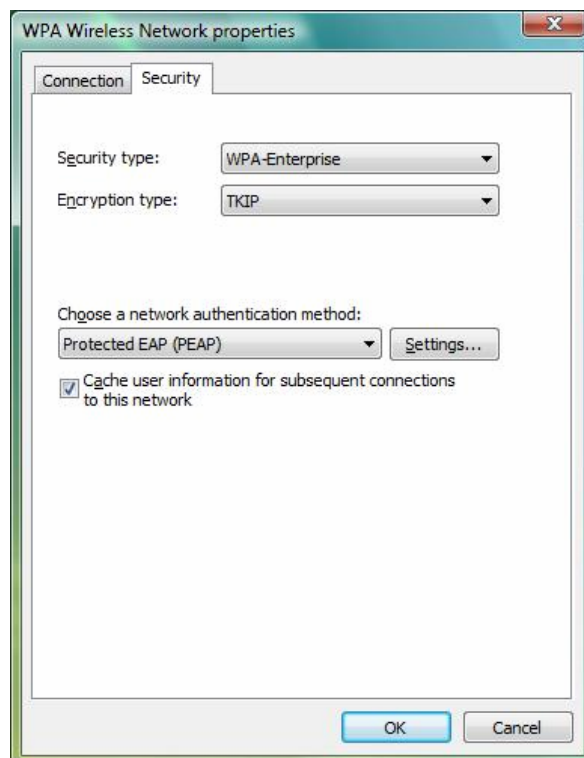 WPA Wireless Network properties
Connection
Security
Security type:
WPA-Enterprise
Encryption type:
TKIP
Choose a network authentication method:
Protected EAP (PEAP)
Settings...
Cache user information for subsequent connections
to this network
OK
Cancel